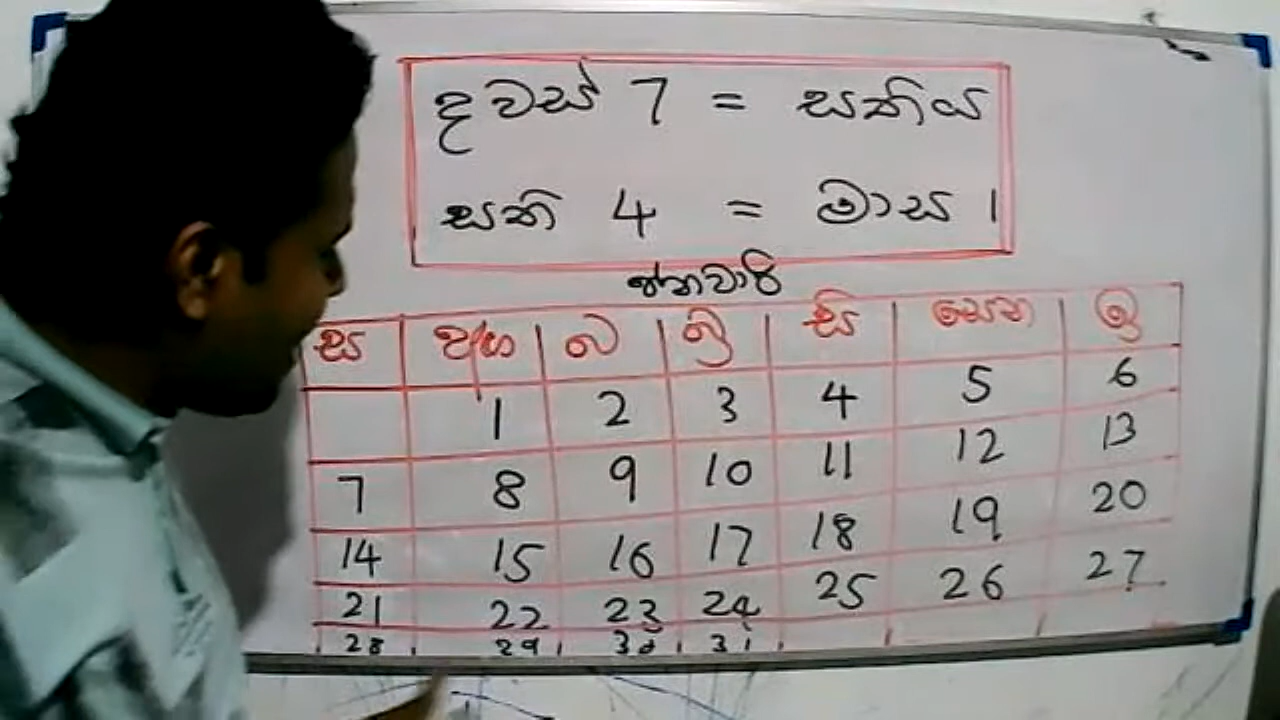 දවස් 7 = සතිය
සති 4 = මාස 1
ජනවාරි
ස අඟ බ බ්‍ර සි සෙන ඉ
1 2 3 4 5 6
7 8 9 10 11 12 13
14 15 16 17 18 19 20
21 22 23 24 25 26 27
28 29 30 31